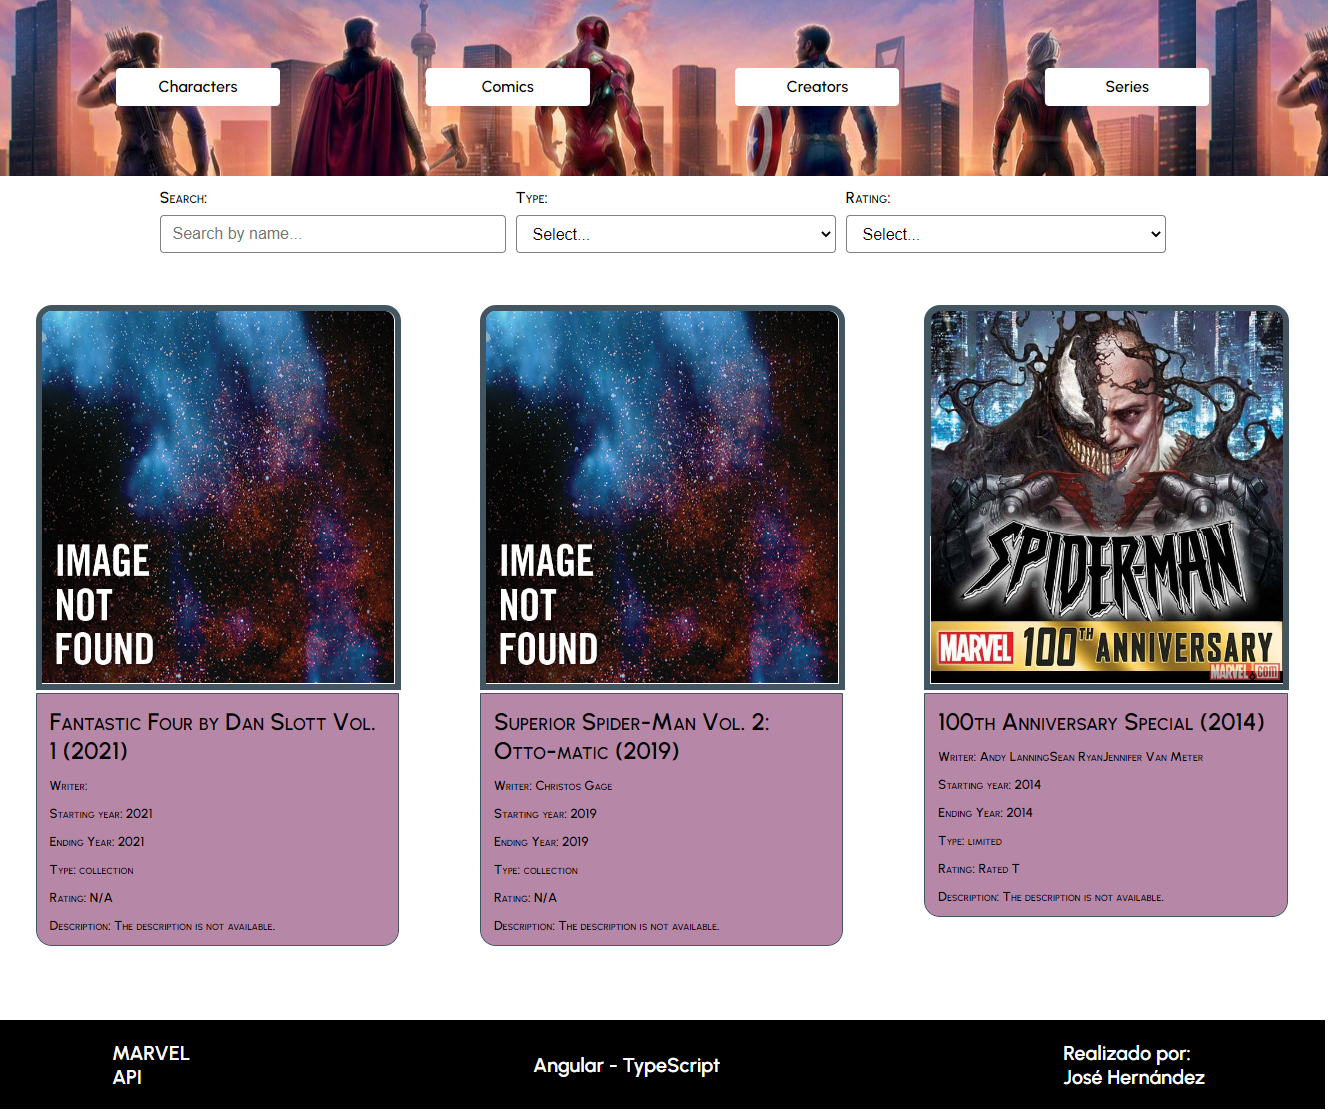 Characters
Comics
Creators
Series
Search:
Type:
Rating:
Search by name...
Select...
Select...
IMAGE
NOT
FOUND
IMAGE
NOT
FOUND
SPIDER-MAN
MARVEL 100TH ANNIVERSARY
MARVEL.com
Fantastic Four by Dan Slott Vol.
1 (2021)
Writer:
Starting year: 2021
Ending Year: 2021
Type: collection
Rating: N/A
Description: The description is not available.
Superior Spider-Man Vol. 2:
Otto-matic (2019)
Writer: Christos Gage
Starting year: 2019
Ending Year: 2019
Type: collection
Rating: N/A
Description: The description is not available.
100th Anniversary Special (2014)
Writer: Andy LanningSean RyanJennifer Van Meter
Starting year: 2014
Ending Year: 2014
Type: limited
Rating: Rated T
Description: The description is not available.
MARVEL
API
Angular - TypeScript
Realizado por:
José Hernández